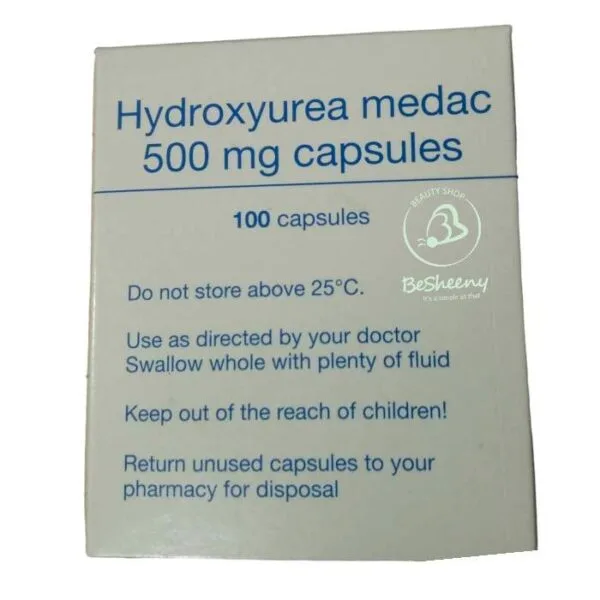 Hydroxyurea medac
500 mg capsules
100 capsules
BEAUTY SHOP
BeSheeny
Do not store above 25°C.
Use as directed by your doctor
Swallow whole with plenty of fluid
Keep out of the reach of children!
Return unused capsules to your
pharmacy for disposal